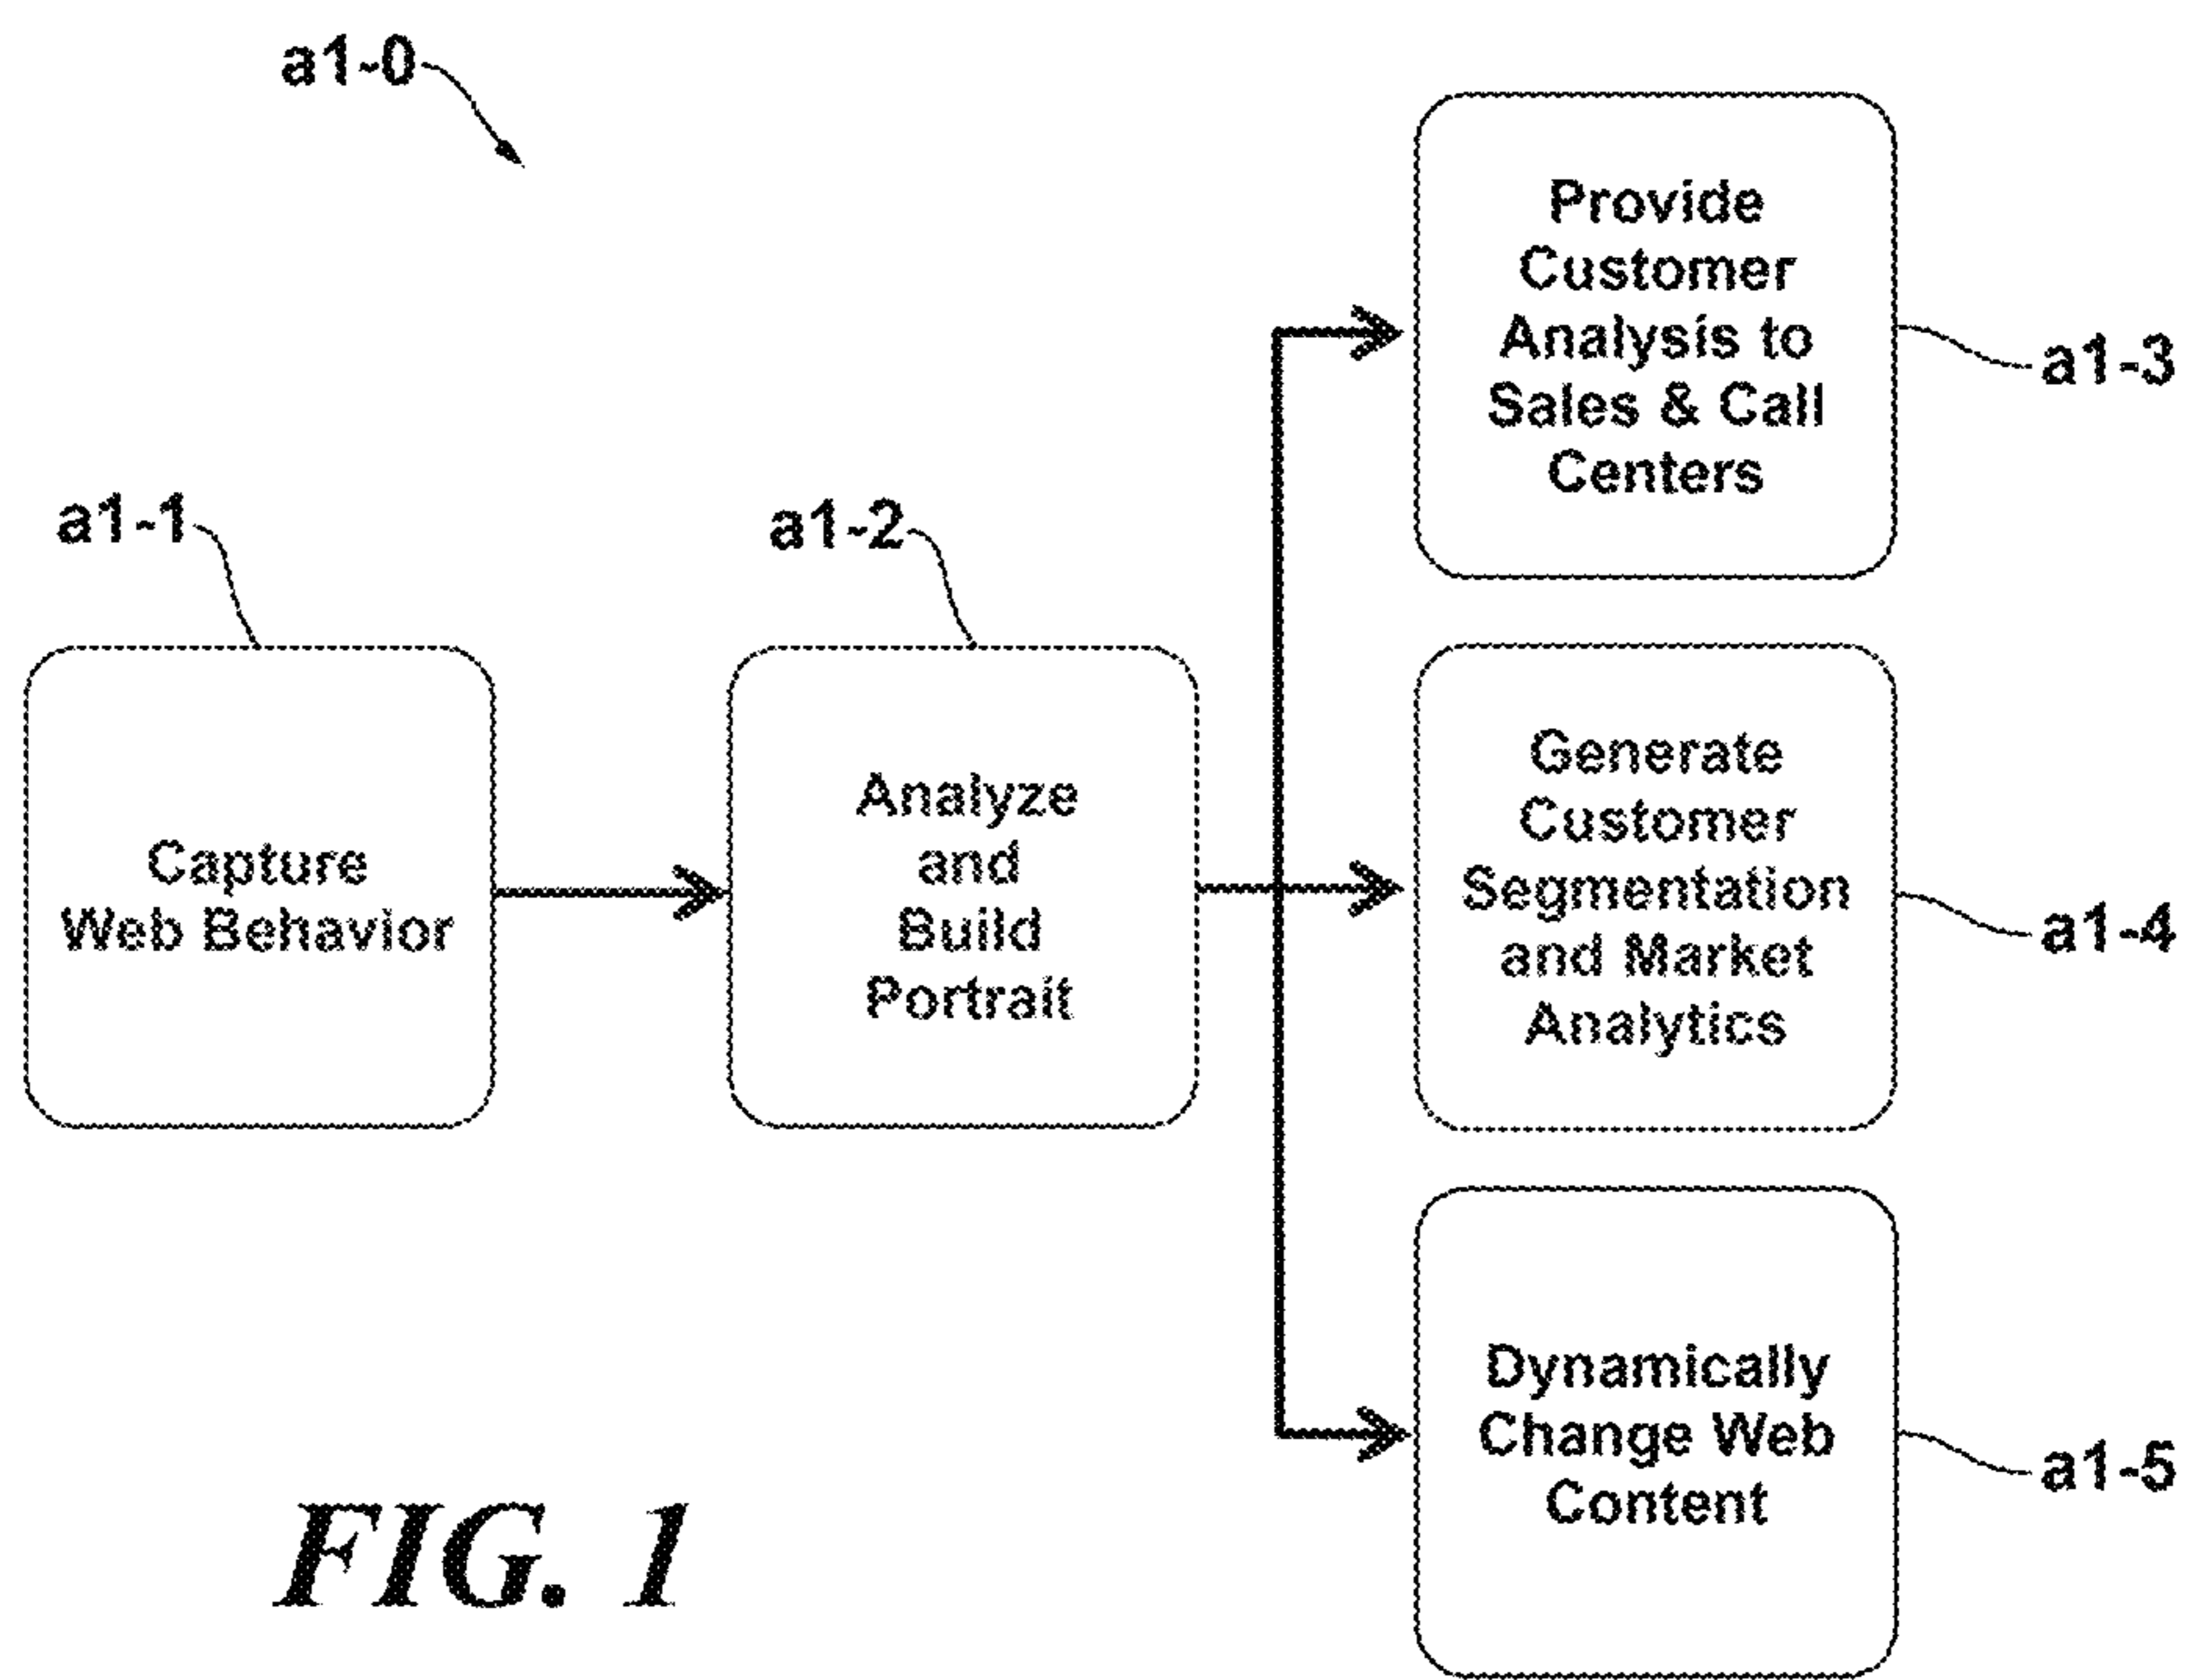 a1-0
a1-1
Capture
Web Behavior
a1-2
Analyze
and
Build
Portrait
Provide
Customer
Analysis to
Sales & Call
Centers
a1-3
Generate
Customer
Segmentation
and Market
Analytics
a1-4
Dynamically
Change Web
Content
a1-5
FIG. 1